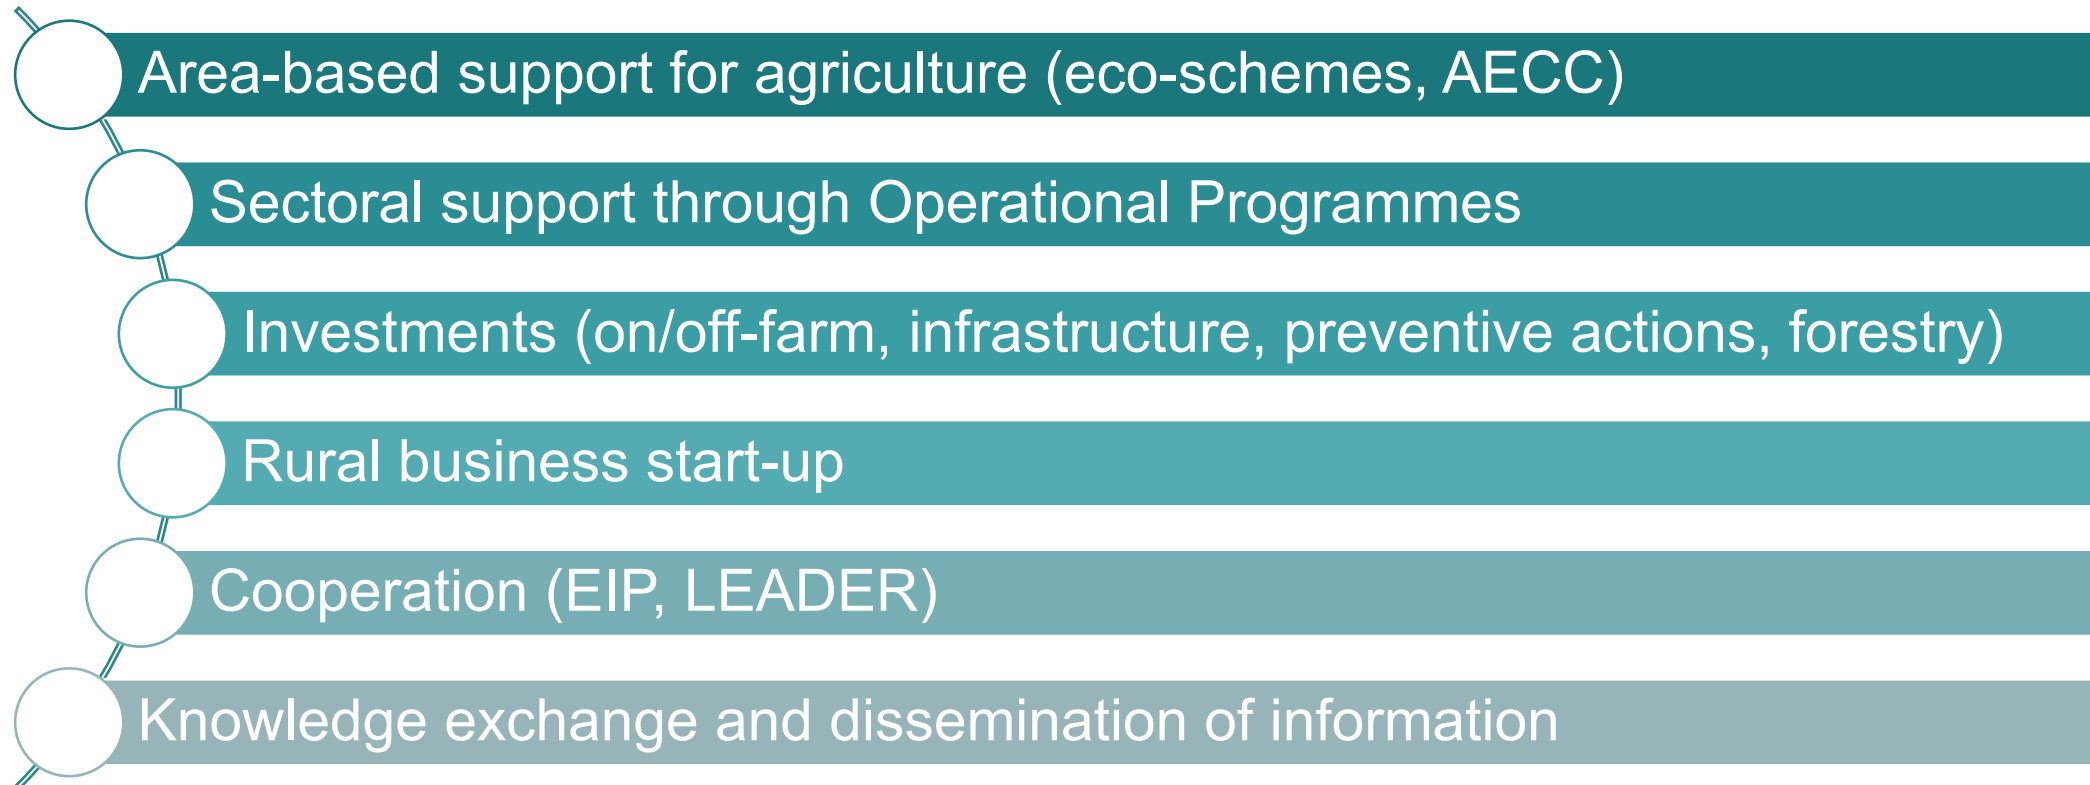 Area-based support for agriculture (eco-schemes, AECC)
Sectoral support through Operational Programmes
Investments (on/off-farm, infrastructure, preventive actions, forestry)
Rural business start-up
Cooperation (EIP, LEADER)
Knowledge exchange and dissemination of information